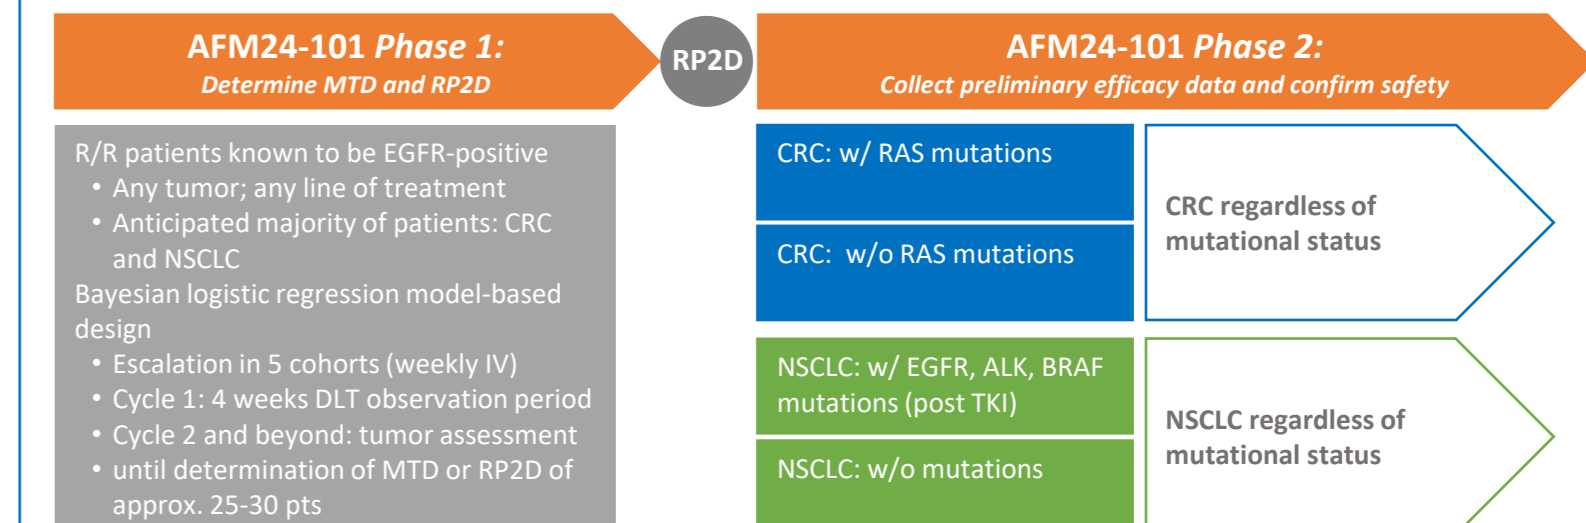 AFM24-101 Phase 1:
Determine MTD and RP2D
RP2D
AFM24-101 Phase 2:
Collect preliminary efficacy data and confirm safety
R/R patients known to be EGFR-positive
• Any tumor; any line of treatment
• Anticipated majority of patients: CRC
and NSCLC
Bayesian logistic regression model-based
design
• Escalation in 5 cohorts (weekly IV)
• Cycle 1: 4 weeks DLT observation period
• Cycle 2 and beyond: tumor assessment
• until determination of MTD or RP2D of
approx. 25-30 pts
CRC: w/ RAS mutations
CRC: w/o RAS mutations
CRC regardless of
mutational status
NSCLC: w/ EGFR, ALK, BRAF
mutations (post TKI)
NSCLC: w/o mutations
NSCLC regardless of
mutational status